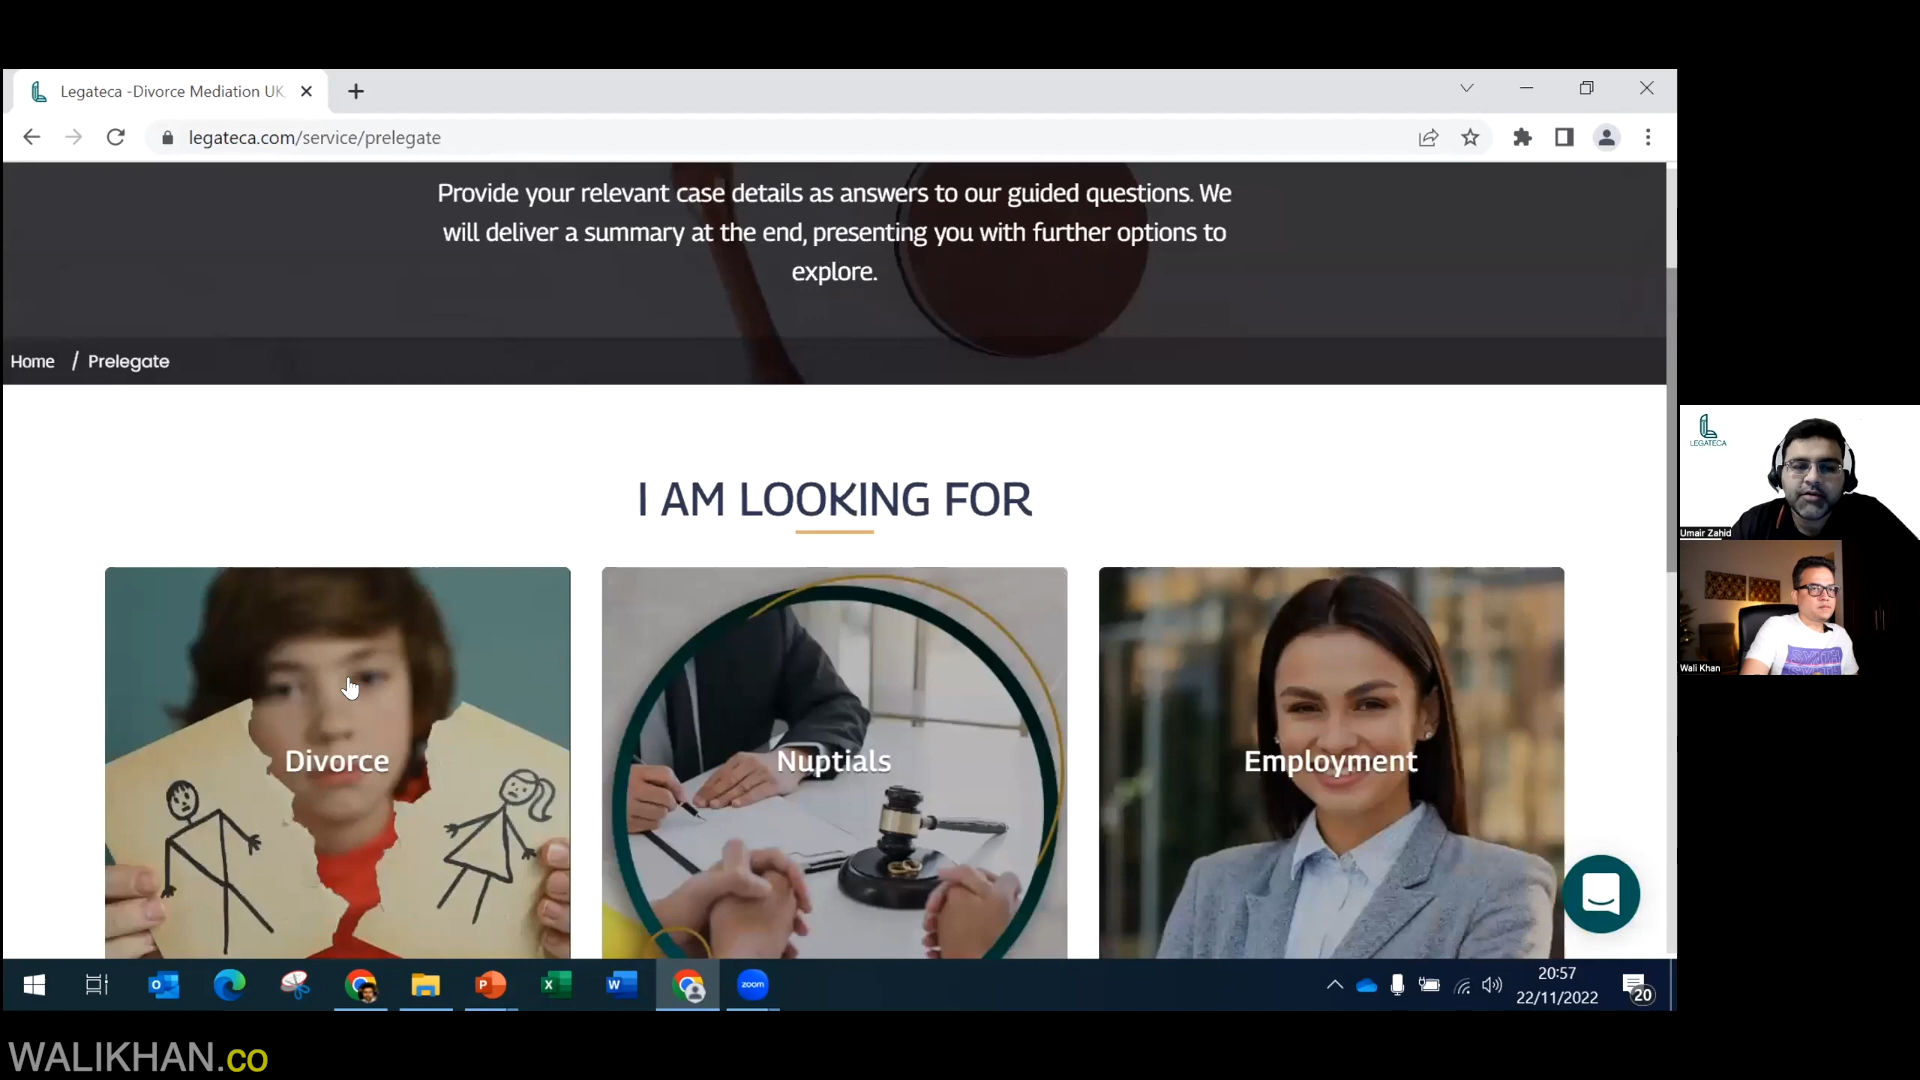 Legateca -Divorce Mediation UK
legateca.com/service/prelegate
Provide your relevant case details as answers to our guided questions. We
will deliver a summary at the end, presenting you with further options to
explore.
Home / Prelegate
I AM LOOKING FOR
Divorce
Nuptials
Employment
LEGATECA
Umair Zahid
Wali Khan
zoom
20:57
22/11/2022
20
WALIKHAN.co